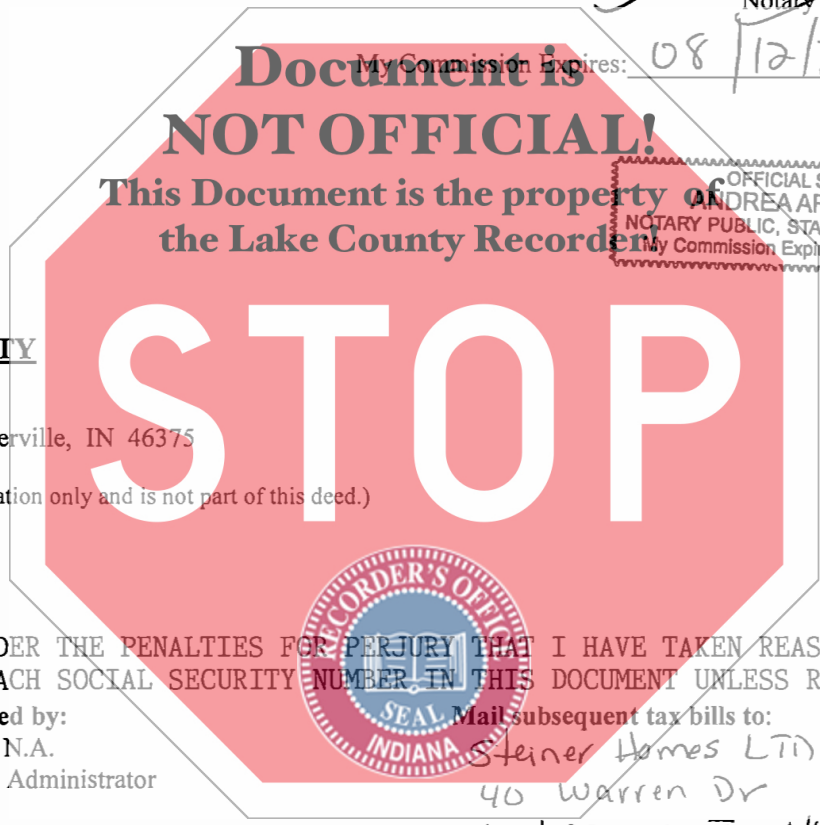 Notary
My Commission Expires: 08/12/
Document is
NOT OFFICIAL!
This Document is the property of
the Lake County Recorder!
OFFICIAL S
ANDREA AR
NOTARY PUBLIC, STA
My Commission Expi
TY
STOP
erville, IN 46375
ation only and is not part of this deed.)
RECORDER'S OFFICE
SEAL
INDIANA
DER THE PENALTIES FOR PERJURY THAT I HAVE TAKEN REAS
ACH SOCIAL SECURITY NUMBER IN THIS DOCUMENT UNLESS R
ed by:
Mail subsequent tax bills to:
N.A.
Steiner Homes LTD
Administrator
40 Warren Dr